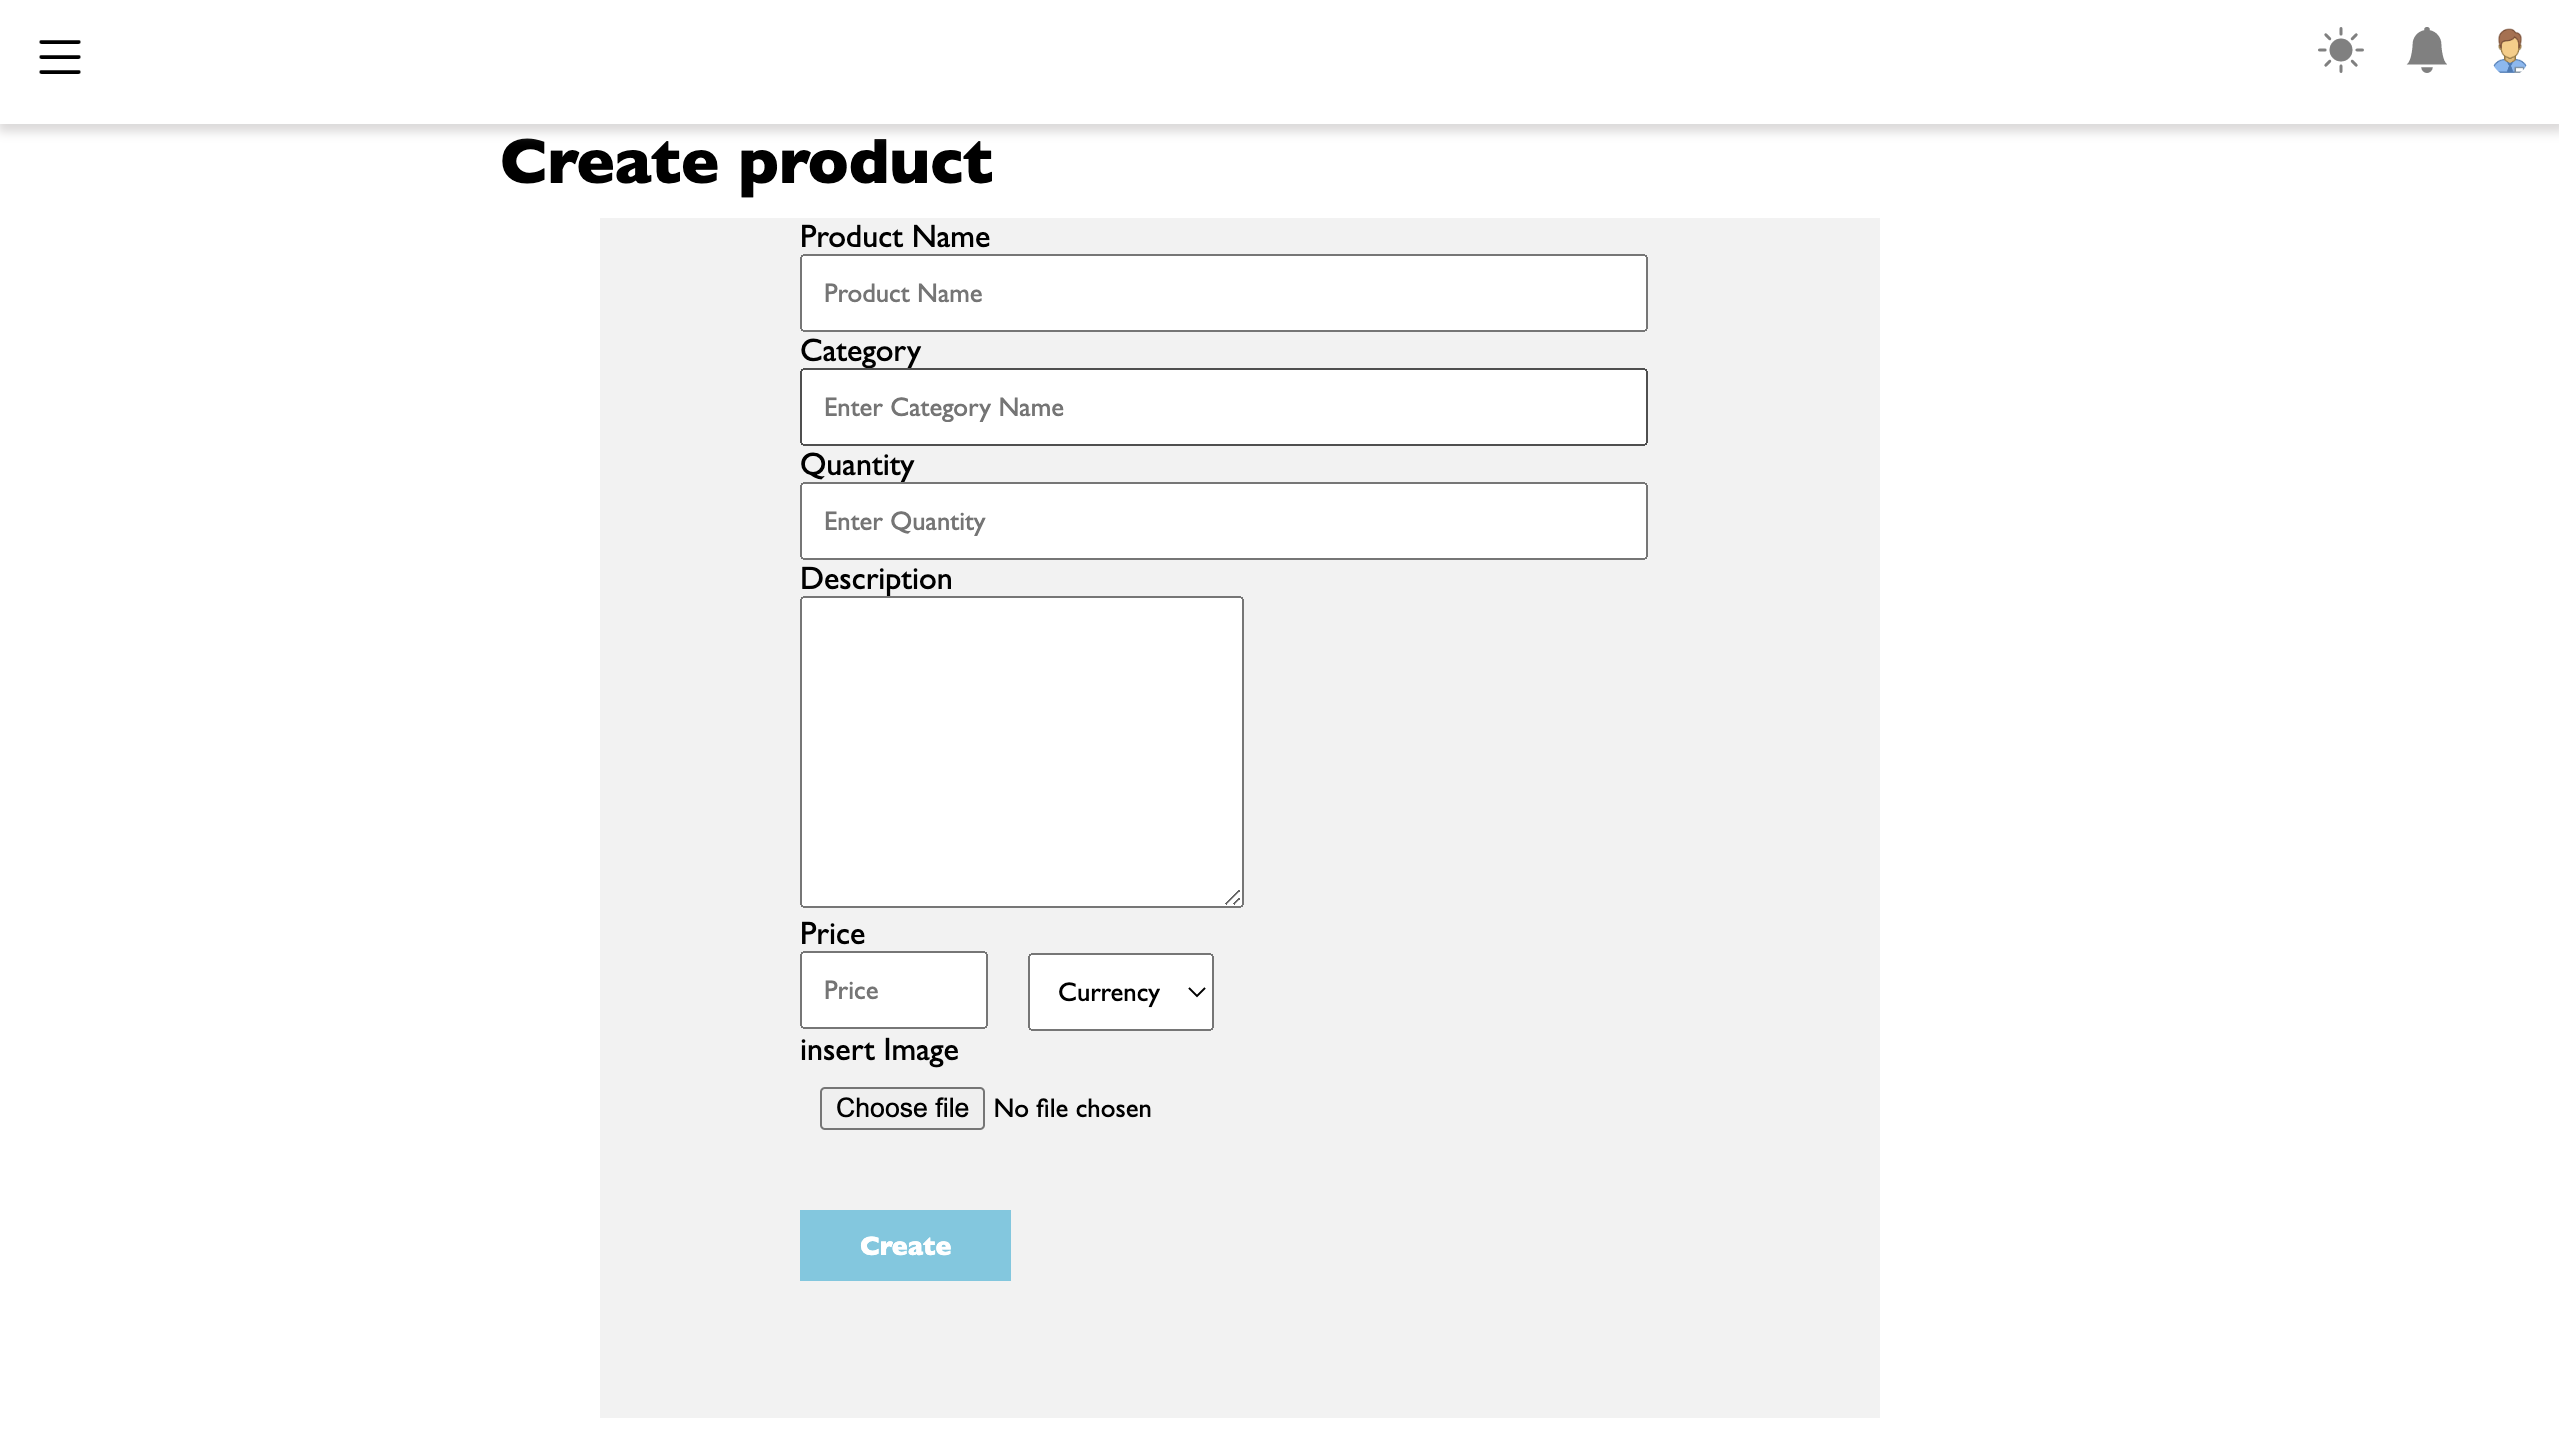 Create product
Product Name
Product Name
Category
Enter Category Name
Quantity
Enter Quantity
Description
Price
Price Currency
insert Image
Choose file No file chosen
Create